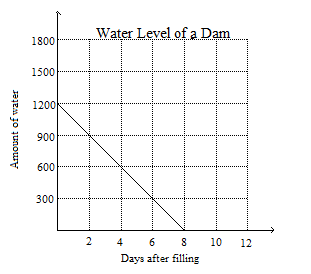 Water Level of a Dam
Amount of water
1800
1500
1200
900
600
300
2 4 6 8 10 12
Days after filling